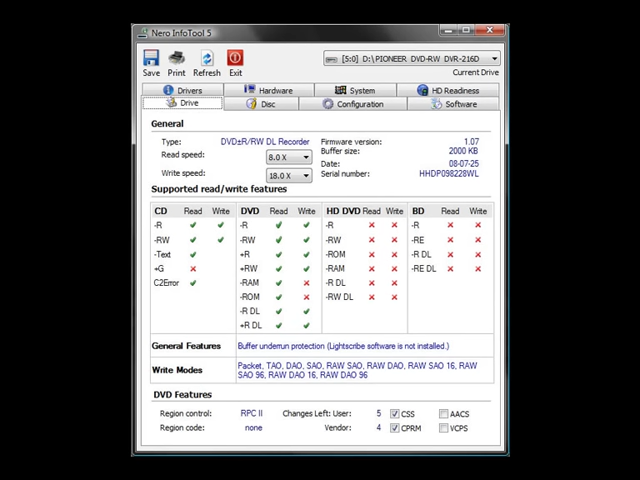 Nero InfoTool 5
Save Print Refresh Exit
[5:0] D:\PIONEER DVD-RW DVR-216D
Current Drive
Drivers Hardware System HD Readiness
Drive Disc Configuration Software
General
Type: DVD±R/RW DL Recorder Firmware version: 1.07
Buffer size: 2000 KB
Read speed: 8.0 X
Date: 08-07-25
Write speed: 18.0 X Serial number: HHDP098228WL
Supported read/write features
CD Read Write DVD Read Write HD DVD Read Write BD Read Write
-R -R -R -R
-RW -RW -RW -RE
-Text +R -ROM -R DL
+G +RW -RAM -RE DL
C2Error -RAM -R DL
-ROM -RW DL
-R DL
+R DL
General Features Buffer underrun protection (Lightscribe software is not installed.)
Write Modes Packet, TAO, DAO, SAO, RAW SAO, RAW DAO, RAW SAO 16, RAW
SAO 96, RAW DAO 16, RAW DAO 96
DVD Features
Region control: RPC II Changes Left: User: 5 CSS AACS
Region code: none Vendor: 4 CPRM VCPS